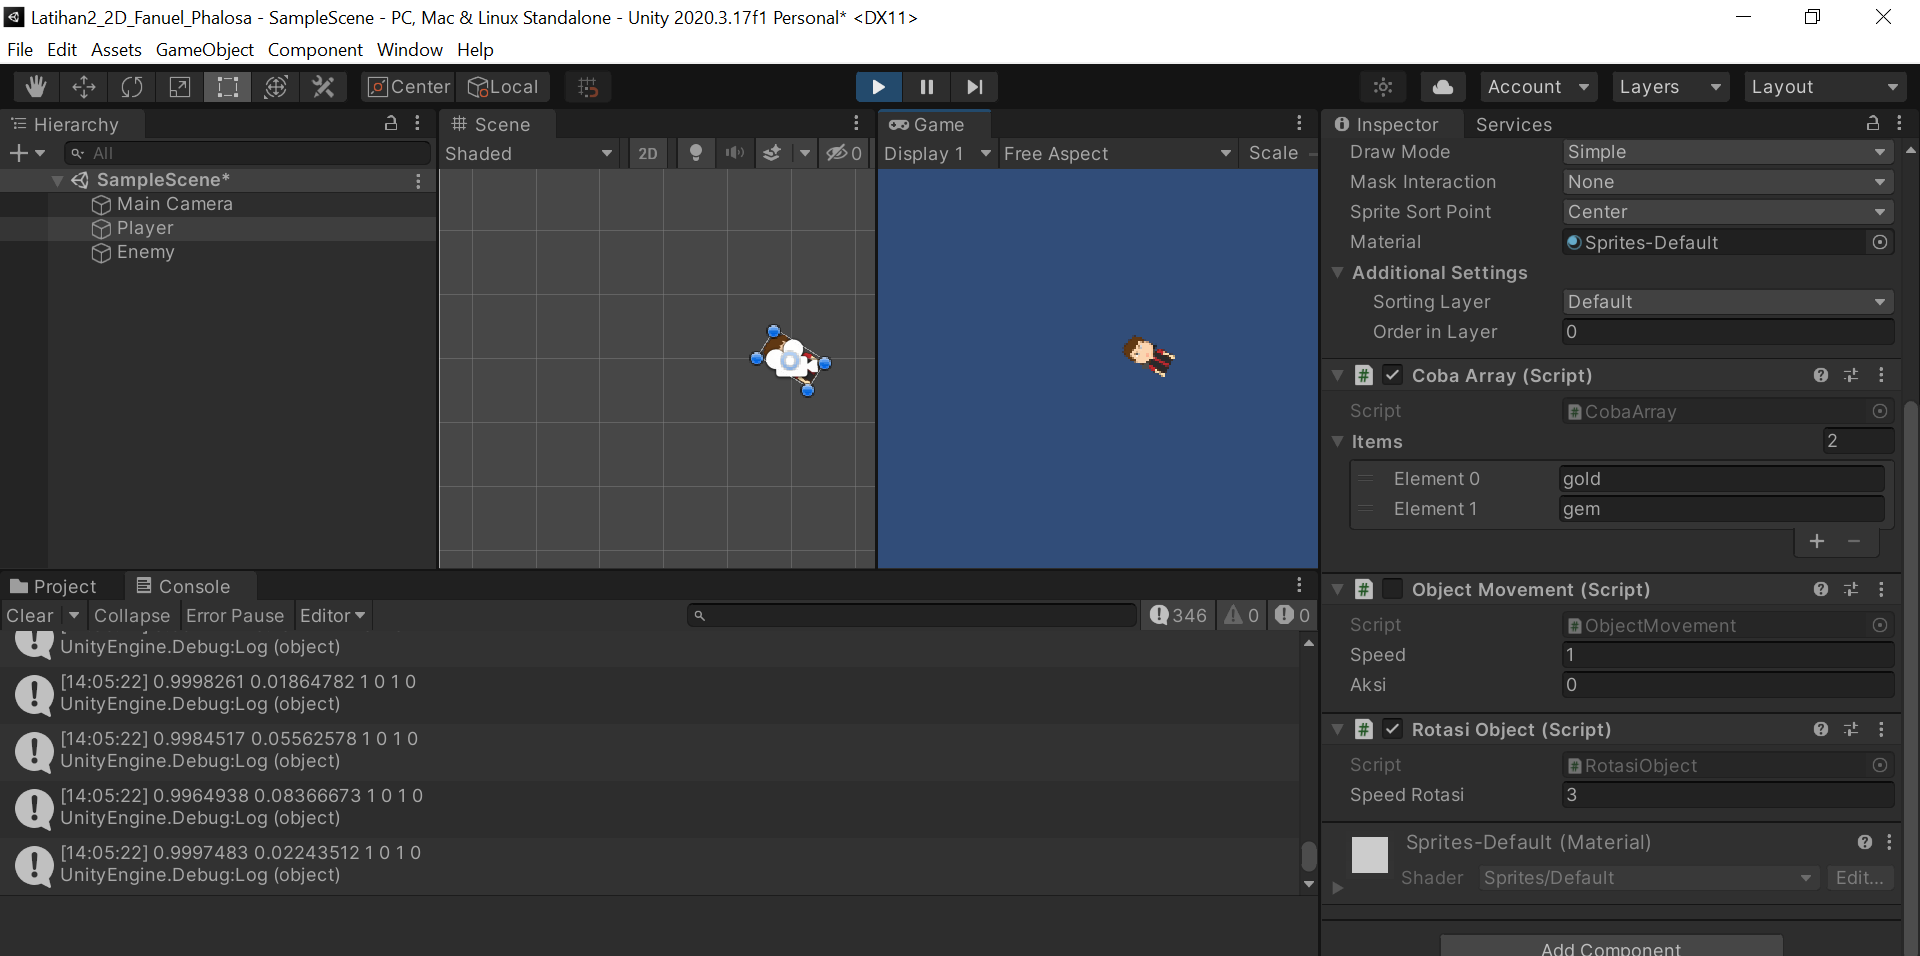 Latihan2_2D_Fanuel_Phalosa - SampleScene - PC, Mac & Linux Standalone - Unity 2020.3.17f1 Personal* <DX11>
File Edit Assets GameObject Component Window Help
Center Local Account Layers Layout
Hierarchy
All
SampleScene*
Main Camera
Player
Enemy
Scene
Shaded 2D 0
Game
Display 1 Free Aspect Scale
Inspector Services
Draw Mode Simple
Mask Interaction None
Sprite Sort Point Center
Material Sprites-Default
Additional Settings
Sorting Layer Default
Order in Layer 0
# Coba Array (Script)
Script # CobaArray
Items 2
Element 0 gold
Element 1 gem
+ −
# Object Movement (Script)
Script # ObjectMovement
Speed 1
Aksi 0
# Rotasi Object (Script)
Script # RotasiObject
Speed Rotasi 3
Sprites-Default (Material)
Shader Sprites/Default Edit...
Add Component
Project Console
Clear Collapse Error Pause Editor 346 0 0
UnityEngine.Debug:Log (object)
[14:05:22] 0.9998261 0.01864782 1 0 1 0
UnityEngine.Debug:Log (object)
[14:05:22] 0.9984517 0.05562578 1 0 1 0
UnityEngine.Debug:Log (object)
[14:05:22] 0.9964938 0.08366673 1 0 1 0
UnityEngine.Debug:Log (object)
[14:05:22] 0.9997483 0.02243512 1 0 1 0
UnityEngine.Debug:Log (object)